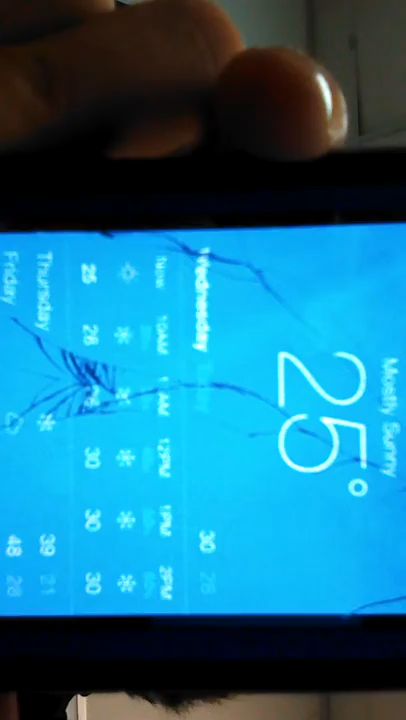 Mostly Sunny
25°
Wednesday 30 26
Now 10AM 11AM 12PM 1PM 2PM
25 28 30 30 30
Thursday 39 21
Friday 48 28